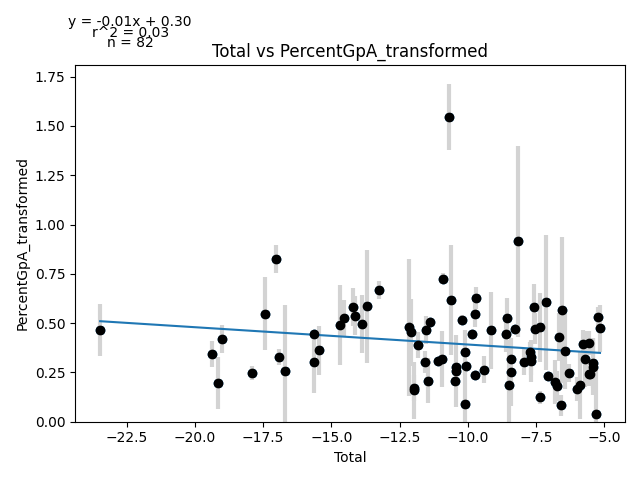 y = -0.01x + 0.30
r^2 = 0.03
n = 82
Total vs PercentGpA_transformed
1.75
1.50
1.25
1.00
0.75
0.50
0.25
0.00
PercentGpA_transformed
−22.5 −20.0 −17.5 −15.0 −12.5 −10.0 −7.5 −5.0
Total